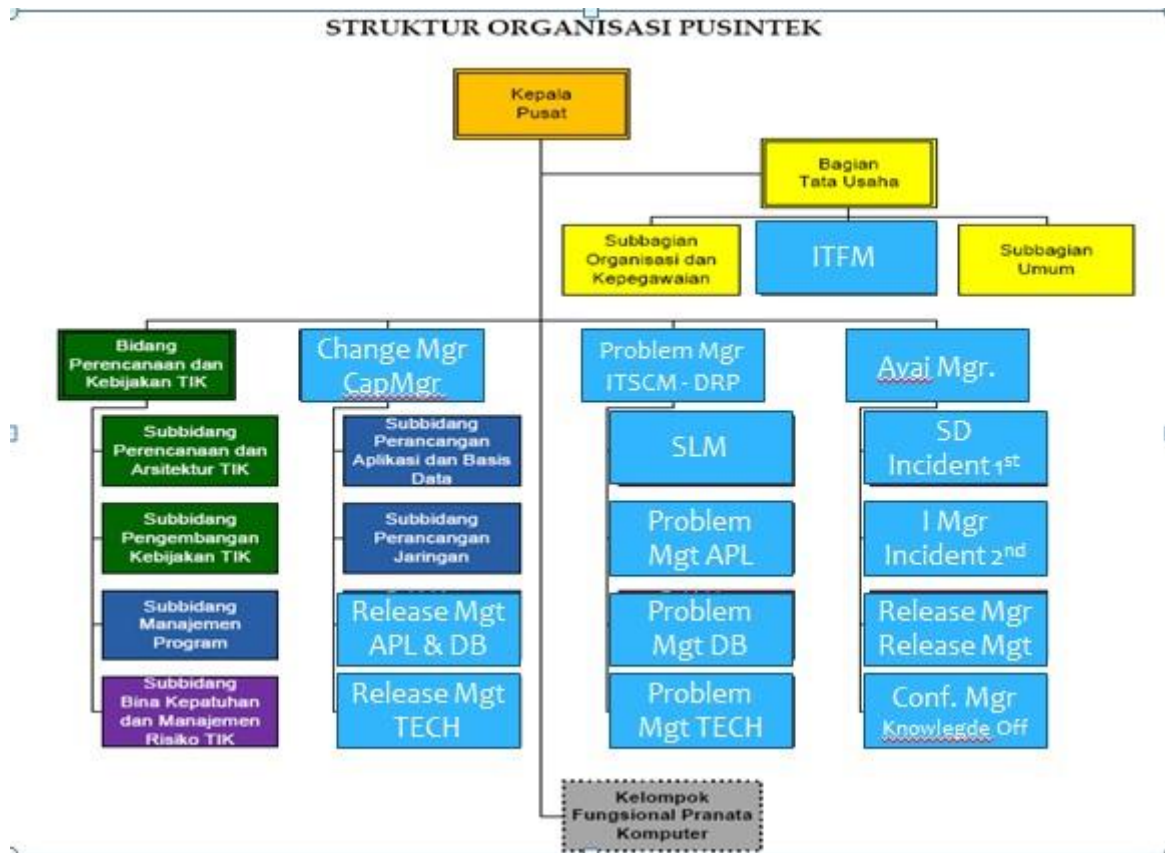 STRUKTUR ORGANISASI PUSINTEK
Kepala
Pusat
Bagian
Tata Usaha
Subbagian
Organisasi dan
Kepegawaian
ITFM
Subbagian
Umum
Bidang
Perencanaan dan
Kebijakan TIK
Change Mgr
CapMgr
Problem Mgr
ITSCM - DRP
Avai Mgr.
Subbidang
Perencanaan dan
Arsitektur TIK
Subbidang
Perancangan
Aplikasi dan Basis
Data
SLM
SD
Incident 1st
Subbidang
Pengembangan
Kebijakan TIK
Subbidang
Perancangan
Jaringan
Problem
Mgt APL
I Mgr
Incident 2nd
Subbidang
Manajemen
Program
Release Mgt
APL & DB
Problem
Mgt DB
Release Mgr
Release Mgt
Subbidang
Bina Kepatuhan
dan Manajemen
Risiko TIK
Release Mgt
TECH
Problem
Mgt TECH
Conf. Mgr
Knowlegde Off
Kelompok
Fungsional Pranata
Komputer